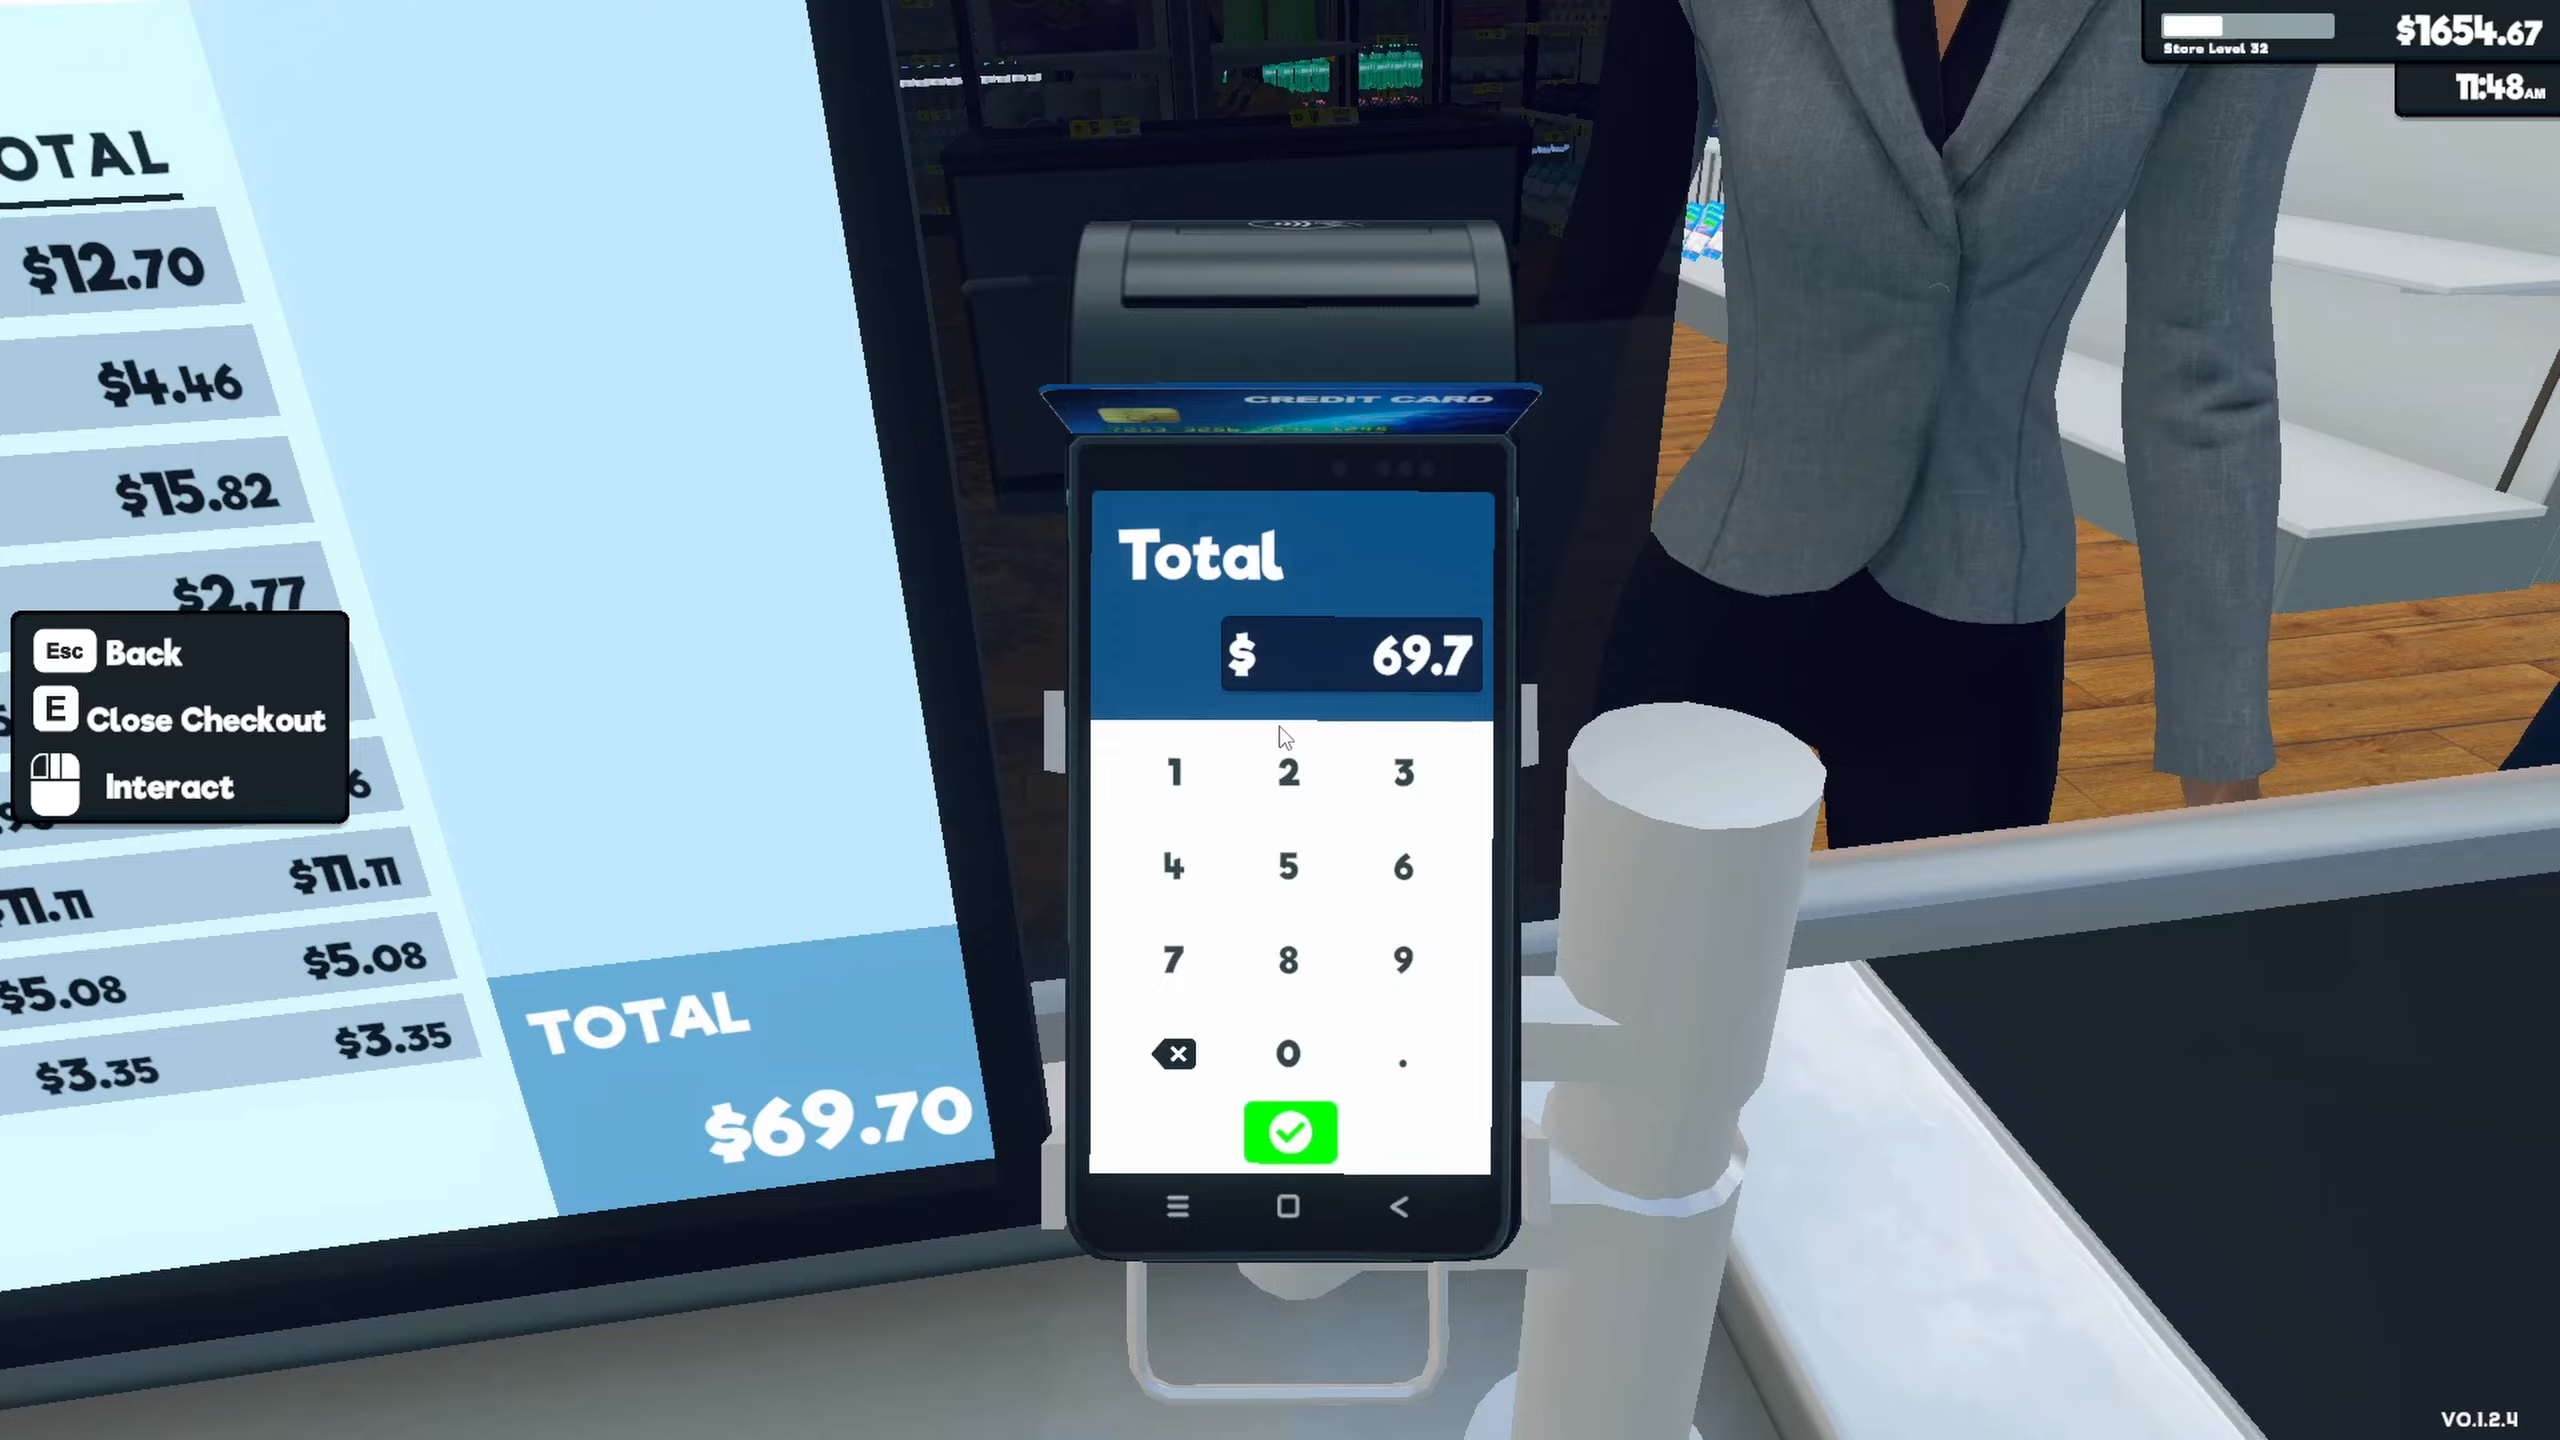 $1654.67
Store Level 32
11:48AM
$12.70
$4.46
$15.82
$2.77
Esc Back
E Close Checkout
Interact
6
$11.11
$11.11
$5.08
$5.08
$3.35
$3.35
TOTAL
$69.70
CREDIT CARD
Total
$ 69.7
1 2 3
4 5 6
7 8 9
0 .
V0.1.2.4